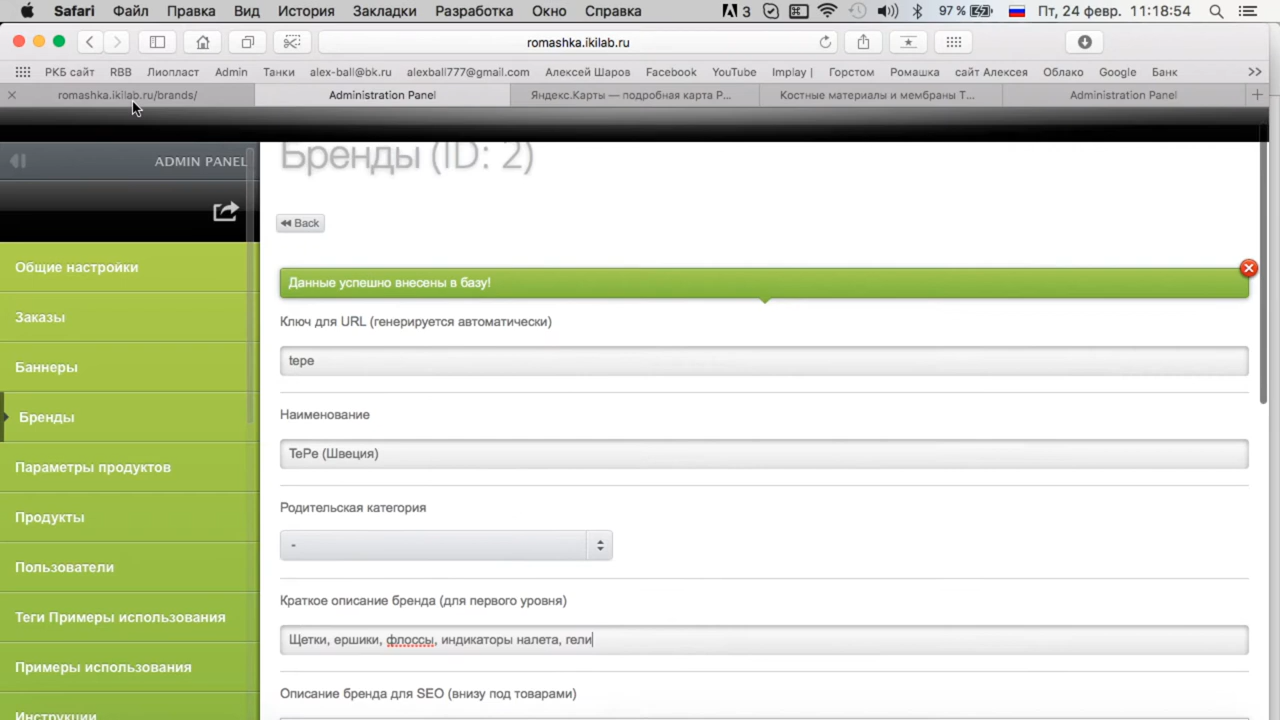 Safari Файл Правка Вид История Закладки Разработка Окно Справка 3 97 % Пт, 24 февр. 11:18:54
romashka.ikilab.ru
РКБ сайт RBB Лиопласт Admin Танки alex-ball@bk.ru alexball777@gmail.com Алексей Шаров Facebook YouTube Implay | Горстом Ромашка сайт Алексея Облако Google Банк
romashka.ikilab.ru/brands/ Administration Panel Яндекс.Карты — подробная карта Р... Костные материалы и мембраны Т... Administration Panel
ADMIN PANEL
Бренды (ID: 2)
Back
Общие настройки
Данные успешно внесены в базу!
Заказы
Ключ для URL (генерируется автоматически)
Баннеры
tepe
Бренды
Наименование
TePe (Швеция)
Параметры продуктов
Родительская категория
Продукты
-
Пользователи
Краткое описание бренда (для первого уровня)
Теги Примеры использования
Щетки, ершики, флоссы, индикаторы налета, гели
Примеры использования
Описание бренда для SEO (внизу под товарами)
Инструкции